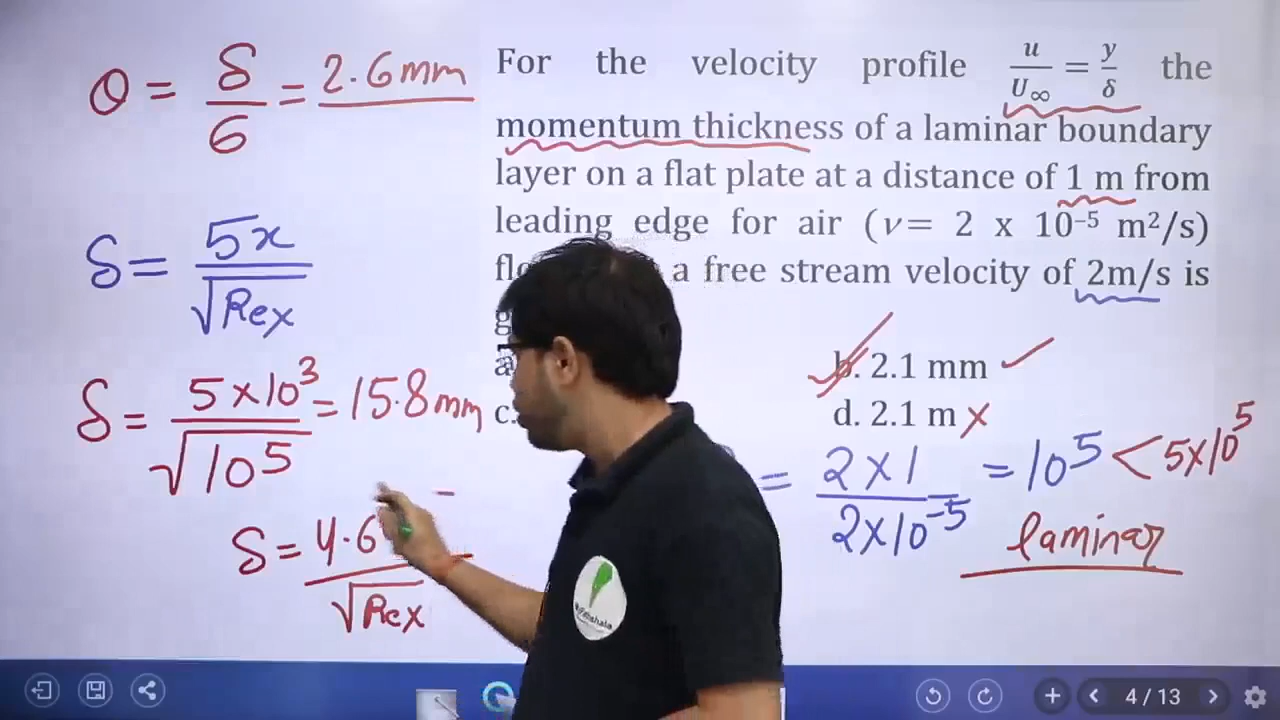 θ = δ/6 = 2.6mm
δ = 5x/√Rex
δ = 5×10³/√10⁵ = 15.8mm
δ = 4.6
√Rex
For the velocity profile u/U∞ = y/δ the
momentum thickness of a laminar boundary
layer on a flat plate at a distance of 1 m from
leading edge for air (ν= 2 x 10⁻⁵ m²/s)
a free stream velocity of 2m/s is
b. 2.1 mm ✓
c.
d. 2.1 m ×
= 2×1/2×10⁻⁵ = 10⁵ < 5×10⁵
laminar
4 / 13